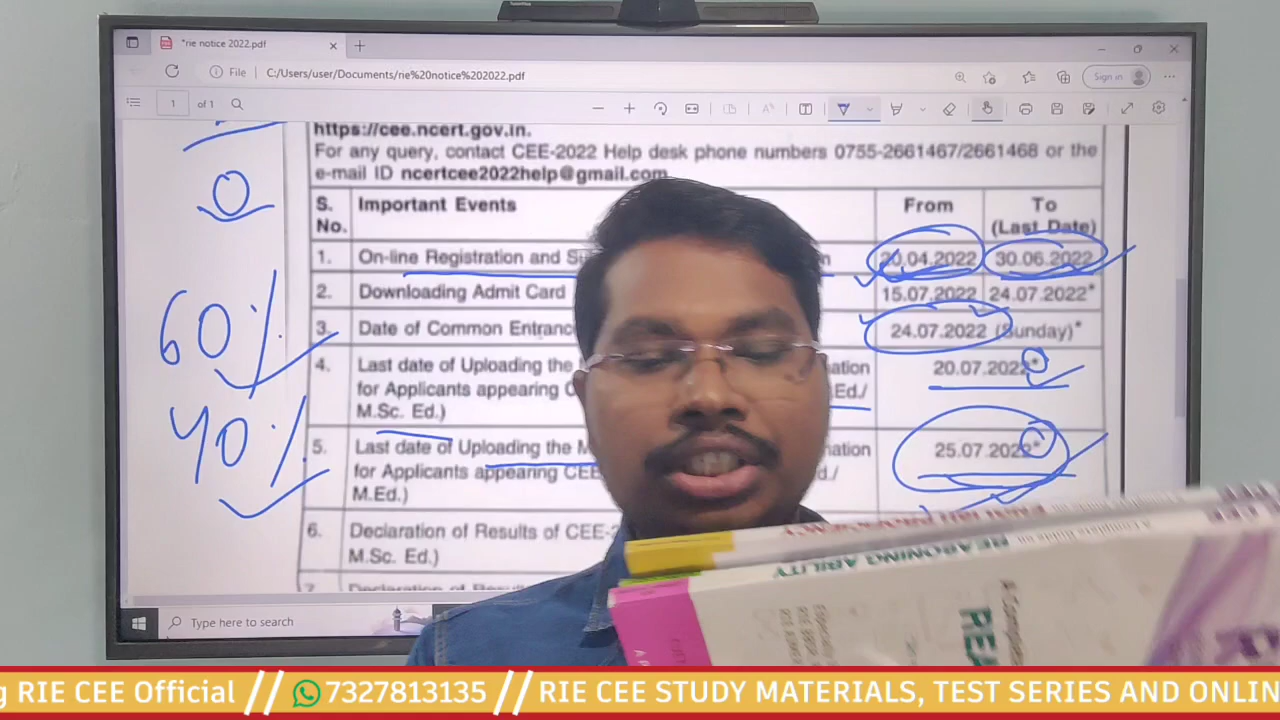 *rie notice 2022.pdf
File C:/Users/user/Documents/rie%20notice%202022.pdf
Sign in
1 of 1
https://cee.ncert.gov.in.
For any query, contact CEE-2022 Help desk phone numbers 0755-2661467/2661468 or the
e-mail ID ncertcee2022help@gmail.com
S. No. Important Events From To (Last Date)
1. On-line Registration and 20.04.2022 30.06.2022
2. Downloading Admit Card 15.07.2022 24.07.2022*
3. Date of Common 24.07.2022 (Sunday)*
4. Last date of Uploading the 20.07.2022*
for Applicants appearing Ed./
M.Sc. Ed.)
5. Last date of Uploading the 25.07.2022*
for Applicants appearing CEE
M.Ed.)
6. Declaration of Results of CEE-
M.Sc. Ed.)
7.
0
60%
40%
REASONING ABILITY
Type here to search
RIE CEE Official // 7327813135 // RIE CEE STUDY MATERIALS, TEST SERIES AND